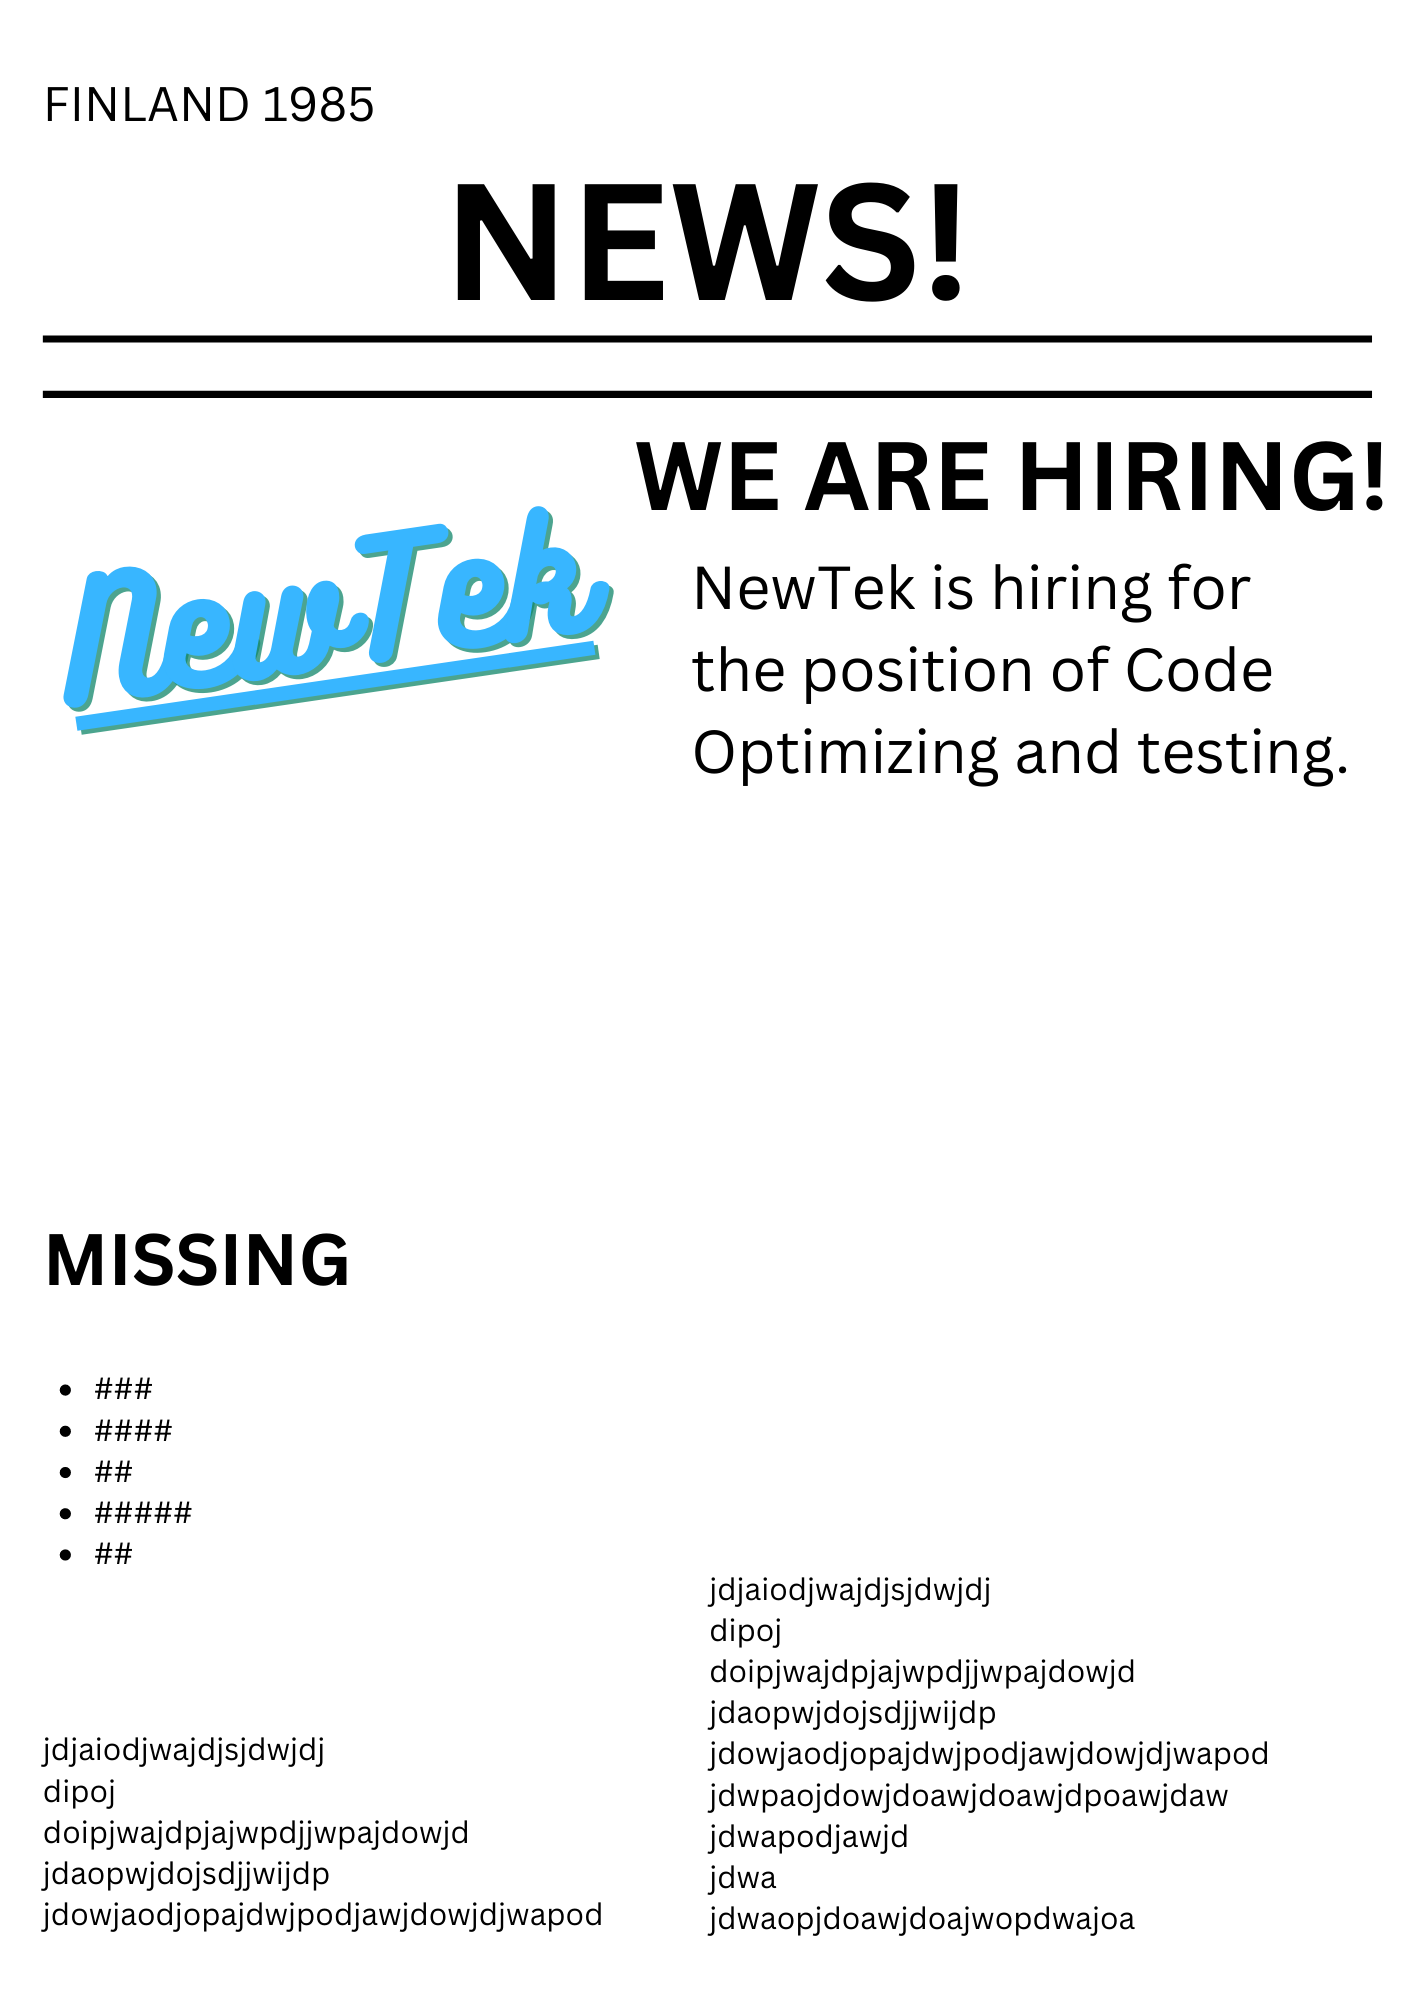 FINLAND 1985
NEWS!
NewTek
WE ARE HIRING!
NewTek is hiring for
the position of Code
Optimizing and testing.
MISSING
• ###
• ####
• ##
• #####
• ##
jdjaiodjwajdjsjdwjdj
dipoj
doipjwajdpjajwpdjjwpajdowjd
jdaopwjdojsdjjwijdp
jdowjaodjopajdwjpodjawjdowjdjwapod
jdjaiodjwajdjsjdwjdj
dipoj
doipjwajdpjajwpdjjwpajdowjd
jdaopwjdojsdjjwijdp
jdowjaodjopajdwjpodjawjdowjdjwapod
jdwpaojdowjdoawjdoawjdpoawjdaw
jdwapodjawjd
jdwa
jdwaopjdoawjdoajwopdwajoa